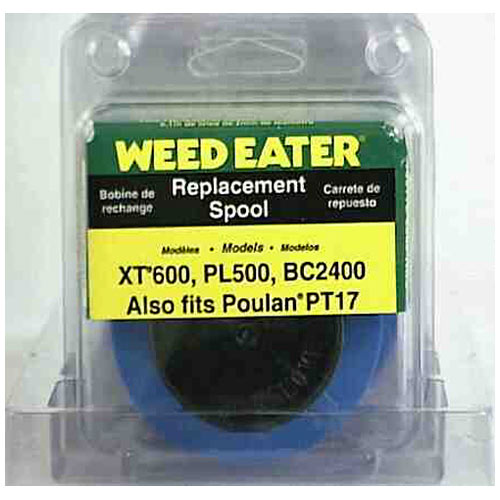 WEED EATER®
Bobine de rechange
Replacement Spool
Carrete de repuesto
Modèles • Models • Modelos
XT®600, PL500, BC2400
Also fits Poulan® PT17